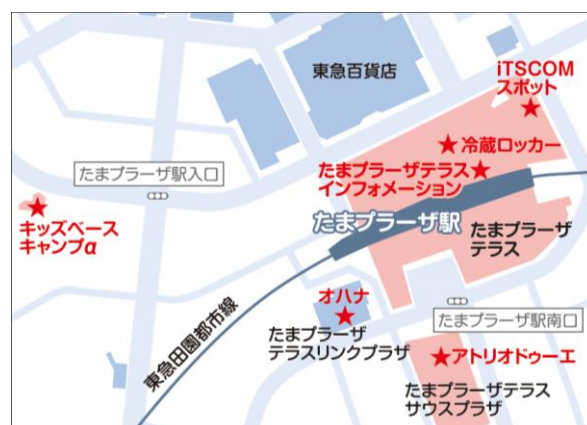 東急百貨店
iTSCOM
スポット
冷蔵ロッカー
たまプラーザ駅入口
たまプラーザテラス
インフォメーション
キッズベース
キャンプα
たまプラーザ駅
たまプラーザ
テラス
オハナ
東急田園都市線
たまプラーザ
テラスリンクプラザ
たまプラーザ駅南口
アトリオドゥーエ
たまプラーザテラス
サウスプラザ